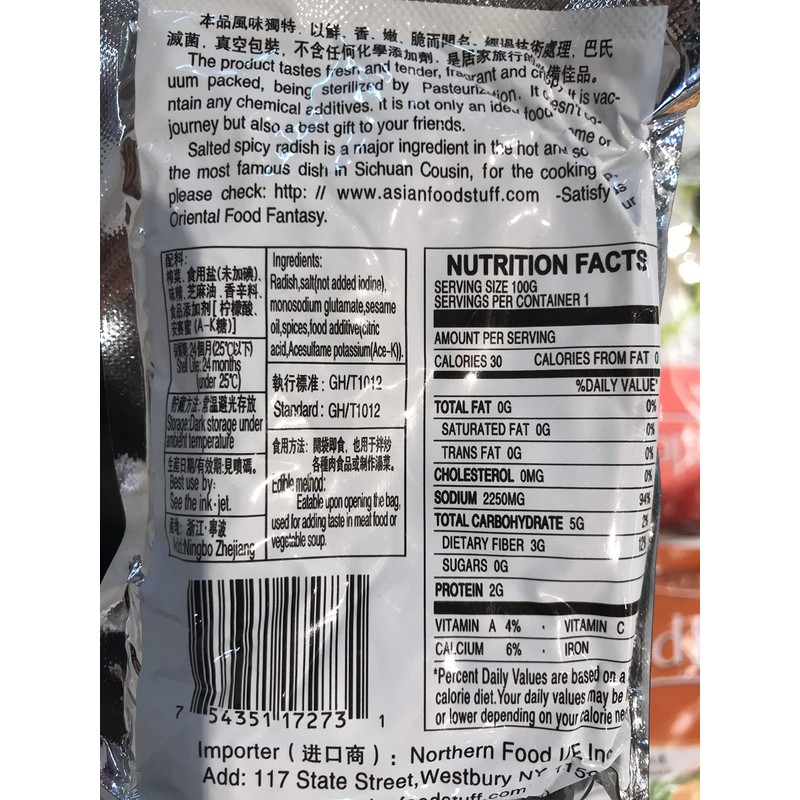 本品風味獨特，以鮮、香、嫩、脆而聞名，經過技術處理，巴氏
滅菌，真空包裝，不含任何化學添加劑，是居家旅行的備佳品。
The product tastes fresh and tender, fragrant and crisp. It is vac-
uum packed, being sterilized by Pasteurization. It doesn't co-
ntain any chemical additives. It is not only an idea food ome or
journey but also a best gift to your friends.
Salted spicy radish is a major ingredient in the hot and so
the most famous dish in Sichuan Cousin, for the cooking
please check: http: // www.asianfoodstuff.com -Satisfy ur
Oriental Food Fantasy.
配料:
榨菜、食用盐(未加碘)、
味精、芝麻油、香辛料、
食品添加剂[柠檬酸、
安赛蜜(A-K糖)]
24個月(25℃以下)
Shelf Life: 24 months
(under 25℃)
貯藏方法:常温避光存放
Storage:Dark storage under
ambient temperature
生産日期/有效期:見噴碼。
Best use by:
See the ink-jet.
産地: 浙江·寧波
Add:Ningbo Zhejiang
Ingredients:
Radish,salt(not added iodine),
monosodium glutamate,sesame
oil,spices,food additive(citric
acid,Acesulfame potassium(Ace-K)).
執行標准: GH/T1012
Standard: GH/T1012
食用方法: 開袋即食，也用于拌炒
各種肉食品或制作湯菜。
Edible method:
Eatable upon opening the bag,
used for adding taste in meat food or
vegetable soup.
NUTRITION FACTS
SERVING SIZE 100G
SERVINGS PER CONTAINER 1
AMOUNT PER SERVING
CALORIES 30 CALORIES FROM FAT 0
%DAILY VALUE*
TOTAL FAT 0G 0%
SATURATED FAT 0G 0%
TRANS FAT 0G 0%
CHOLESTEROL 0MG 0%
SODIUM 2250MG 94%
TOTAL CARBOHYDRATE 5G 2%
DIETARY FIBER 3G 12%
SUGARS 0G
PROTEIN 2G
VITAMIN A 4% · VITAMIN C
CALCIUM 6% · IRON
*Percent Daily Values are based on a
calorie diet.Your daily values may be
or lower depending on your calorie ne
7 54351 17273 1
Importer (进口商): Northern Food I/E Inc
Add: 117 State Street,Westbury NY 115
foodstuff.com